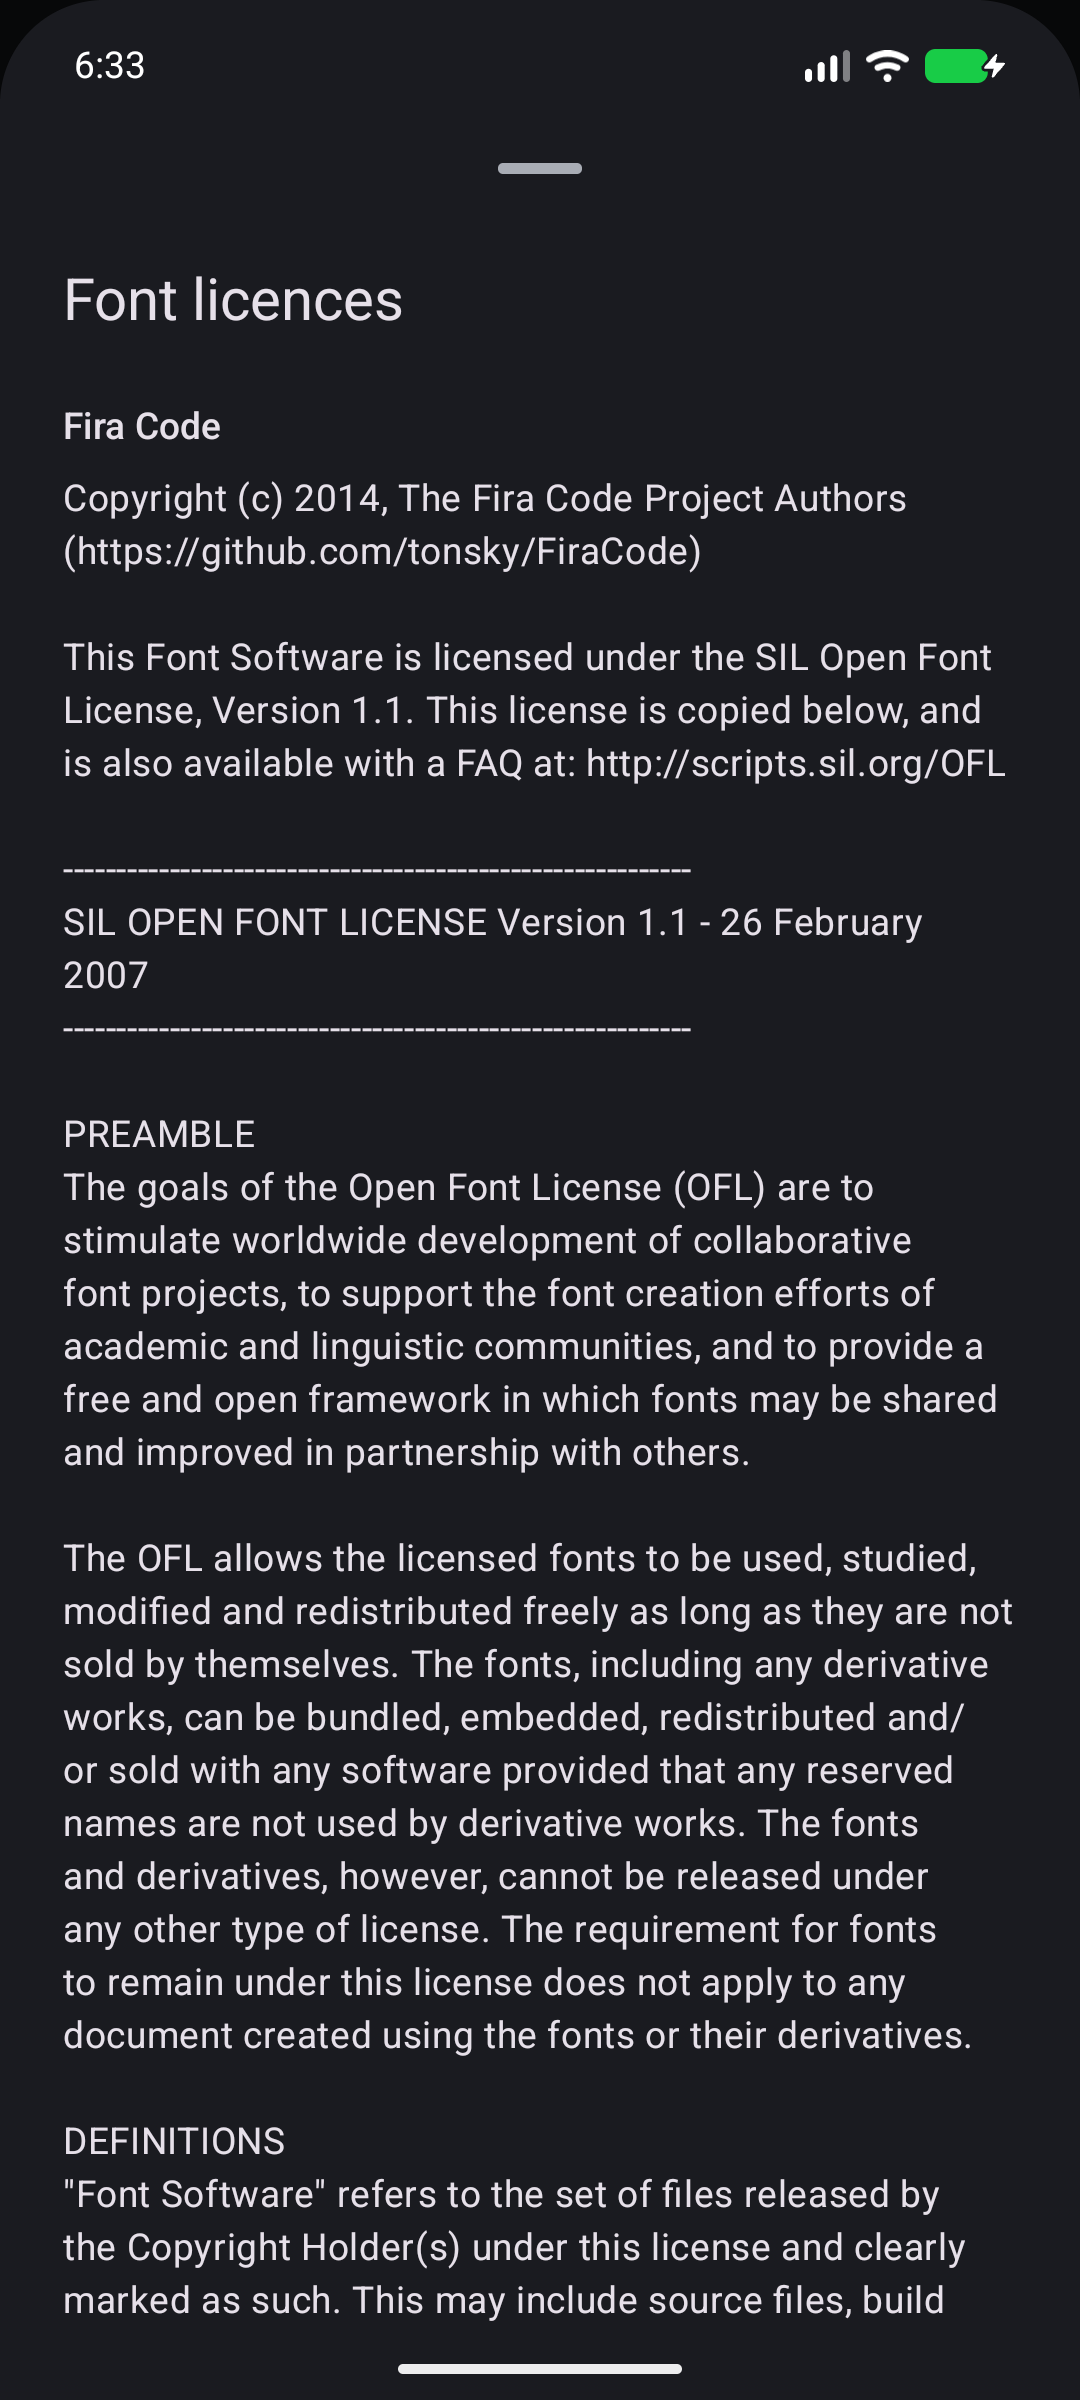 6:33
Font licences
Fira Code
Copyright (c) 2014, The Fira Code Project Authors
(https://github.com/tonsky/FiraCode)
This Font Software is licensed under the SIL Open Font
License, Version 1.1. This license is copied below, and
is also available with a FAQ at: http://scripts.sil.org/OFL
-----------------------------------------------------------
SIL OPEN FONT LICENSE Version 1.1 - 26 February
2007
-----------------------------------------------------------
PREAMBLE
The goals of the Open Font License (OFL) are to
stimulate worldwide development of collaborative
font projects, to support the font creation efforts of
academic and linguistic communities, and to provide a
free and open framework in which fonts may be shared
and improved in partnership with others.
The OFL allows the licensed fonts to be used, studied,
modified and redistributed freely as long as they are not
sold by themselves. The fonts, including any derivative
works, can be bundled, embedded, redistributed and/
or sold with any software provided that any reserved
names are not used by derivative works. The fonts
and derivatives, however, cannot be released under
any other type of license. The requirement for fonts
to remain under this license does not apply to any
document created using the fonts or their derivatives.
DEFINITIONS
"Font Software" refers to the set of files released by
the Copyright Holder(s) under this license and clearly
marked as such. This may include source files, build